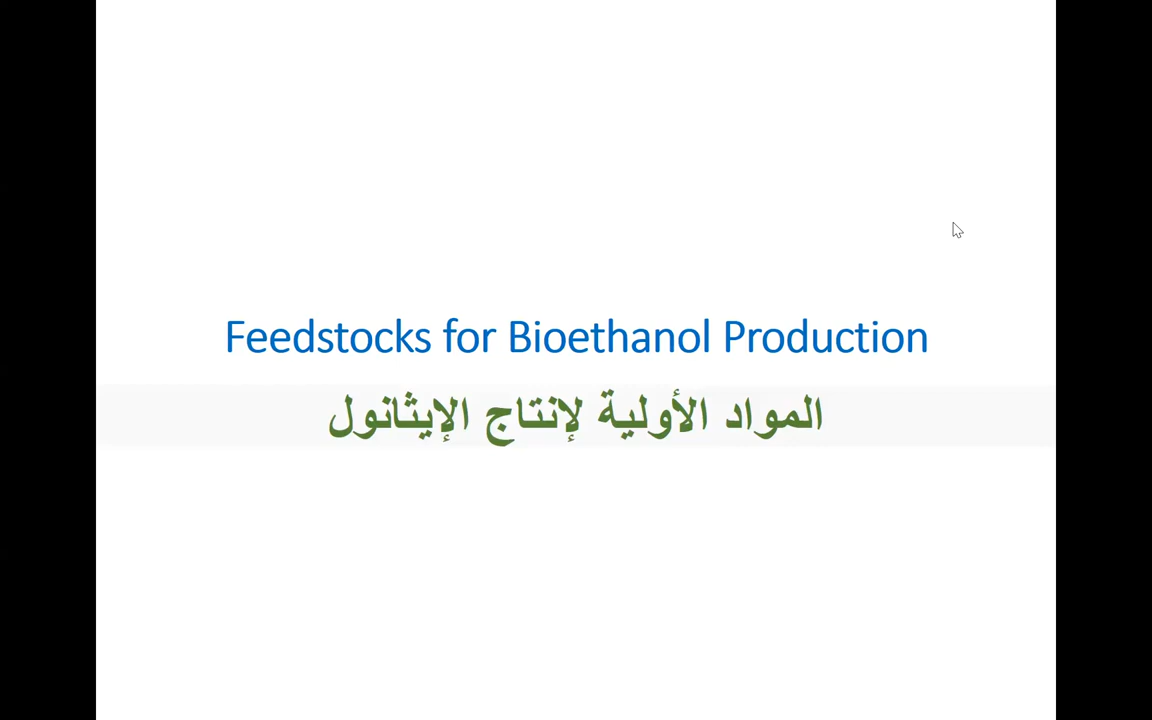 Feedstocks for Bioethanol Production
المواد الأولية لإنتاج الإيثانول